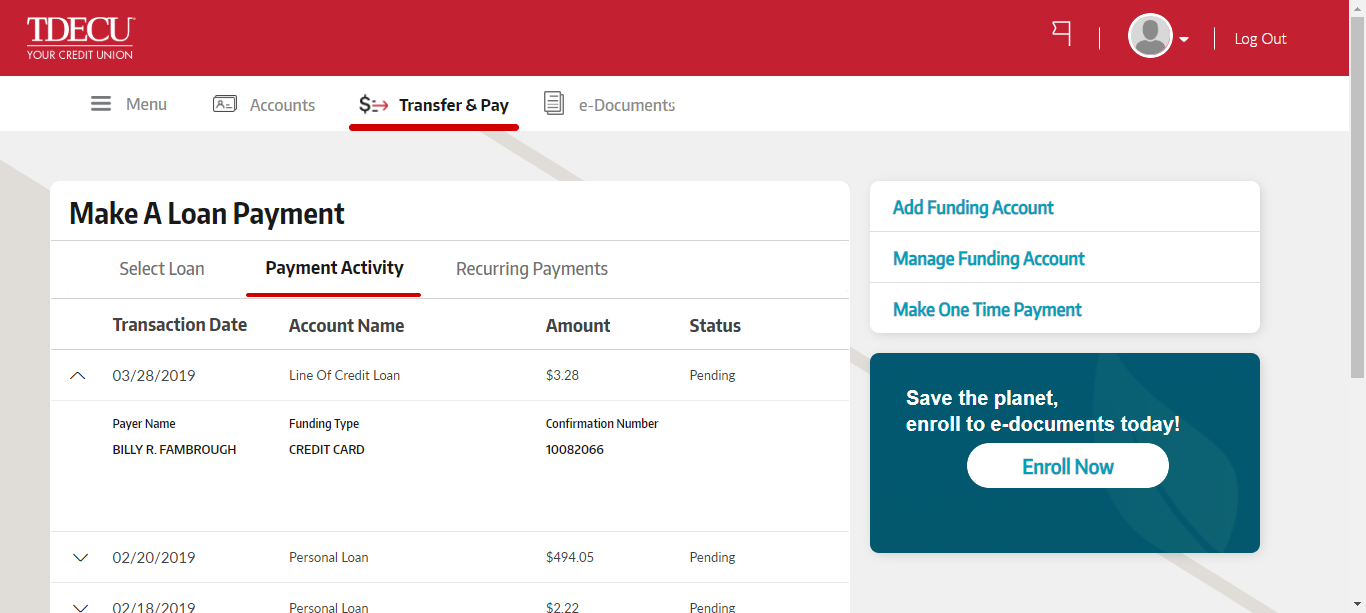 TDECU
YOUR CREDIT UNION
Log Out
Menu
Accounts
Transfer & Pay
e-Documents
Make A Loan Payment
Select Loan
Payment Activity
Recurring Payments
Transaction Date Account Name Amount Status
03/28/2019 Line Of Credit Loan $3.28 Pending
Payer Name Funding Type Confirmation Number
BILLY R. FAMBROUGH CREDIT CARD 10082066
02/20/2019 Personal Loan $494.05 Pending
02/18/2019 Personal Loan $2.22 Pending
Add Funding Account
Manage Funding Account
Make One Time Payment
Save the planet,
enroll to e-documents today!
Enroll Now